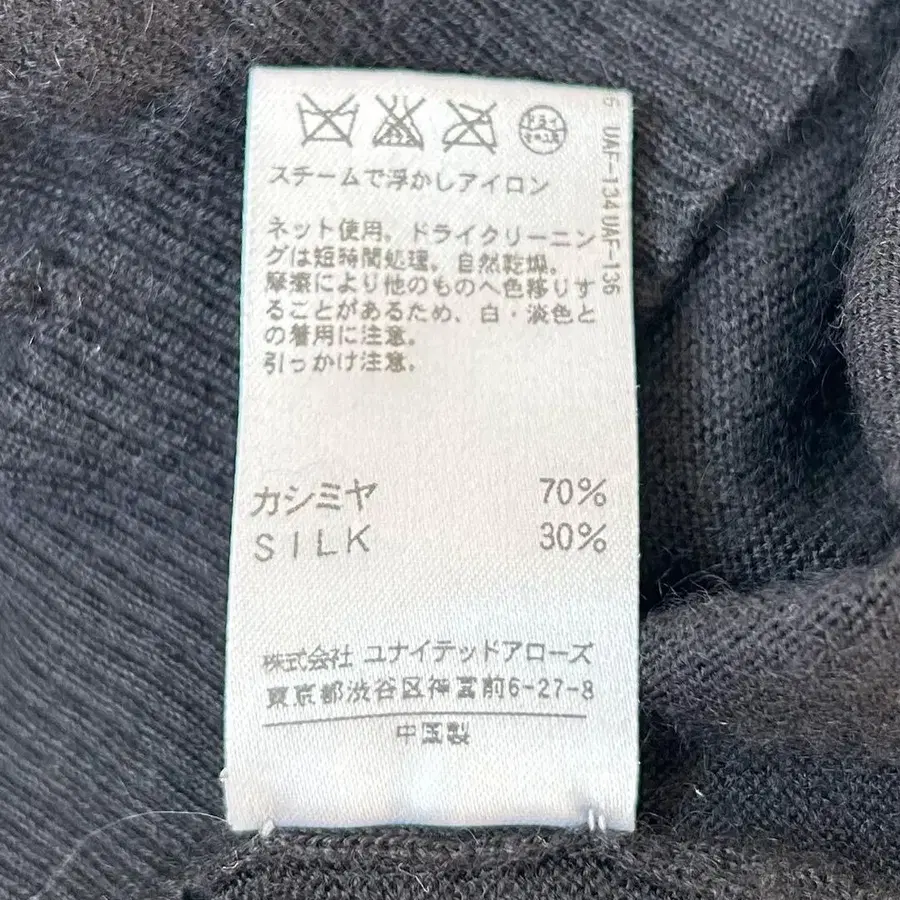 スチームで浮かしアイロン
ネット使用。ドライクリーニン
グは短時間処理。自然乾燥。
摩擦により他のものへ色移りす
ることがあるため、白・淡色と
の着用に注意。
引っかけ注意。
カシミヤ 70%
SILK 30%
株式会社 ユナイテッドアローズ
東京都渋谷区神宮前6-27-8
中国製
UAF-134 UAF-136